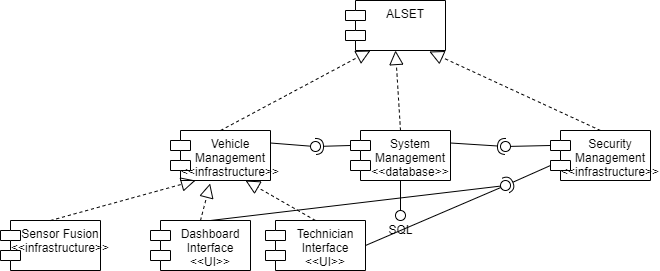 ALSET
Vehicle
Management
<<infrastructure>>
System
Management
<<database>>
Security
Management
<<infrastructure>>
SQL
Sensor Fusion
<<infrastructure>>
Dashboard
Interface
<<UI>>
Technician
Interface
<<UI>>